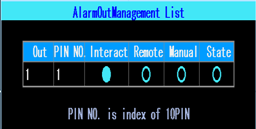 AlarmOutManagement List
Out PIN NO. Interact Remote Manual State
1 1
PIN NO. is index of 10PIN